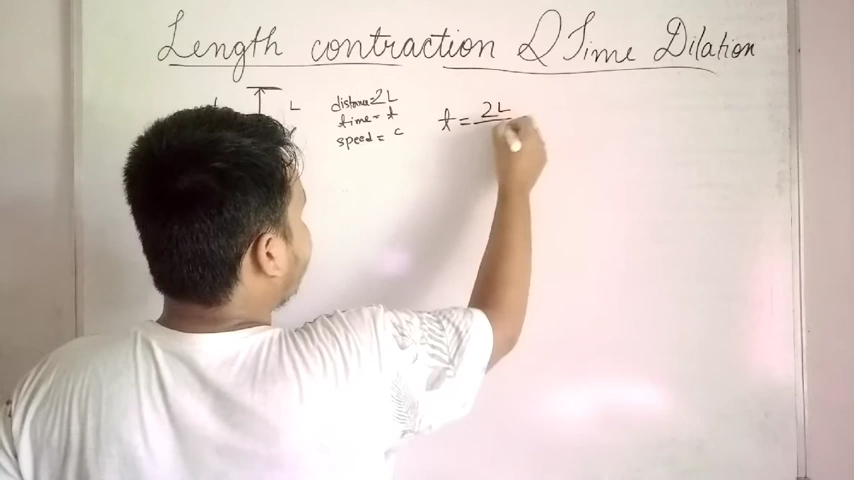 Length contraction & Time Dilation
L
distance = 2L
time = t
speed = c
t = 2L